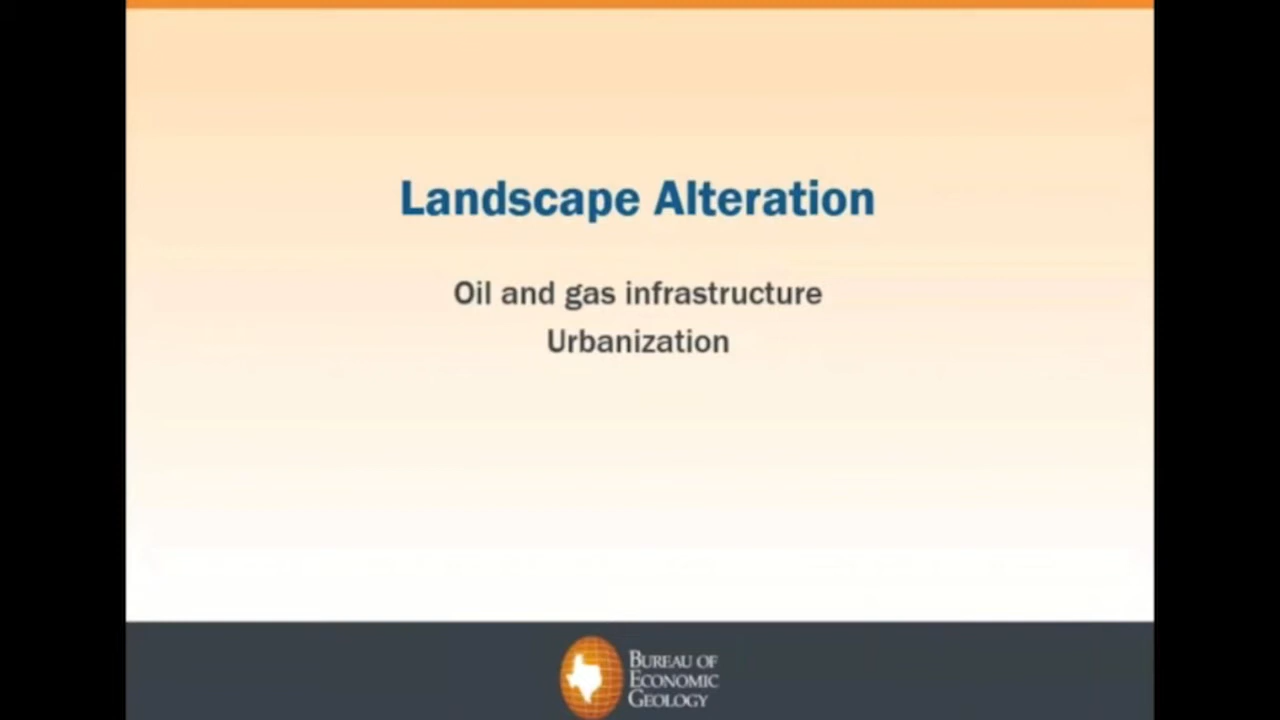 Landscape Alteration
Oil and gas infrastructure
Urbanization
BUREAU OF
ECONOMIC
GEOLOGY